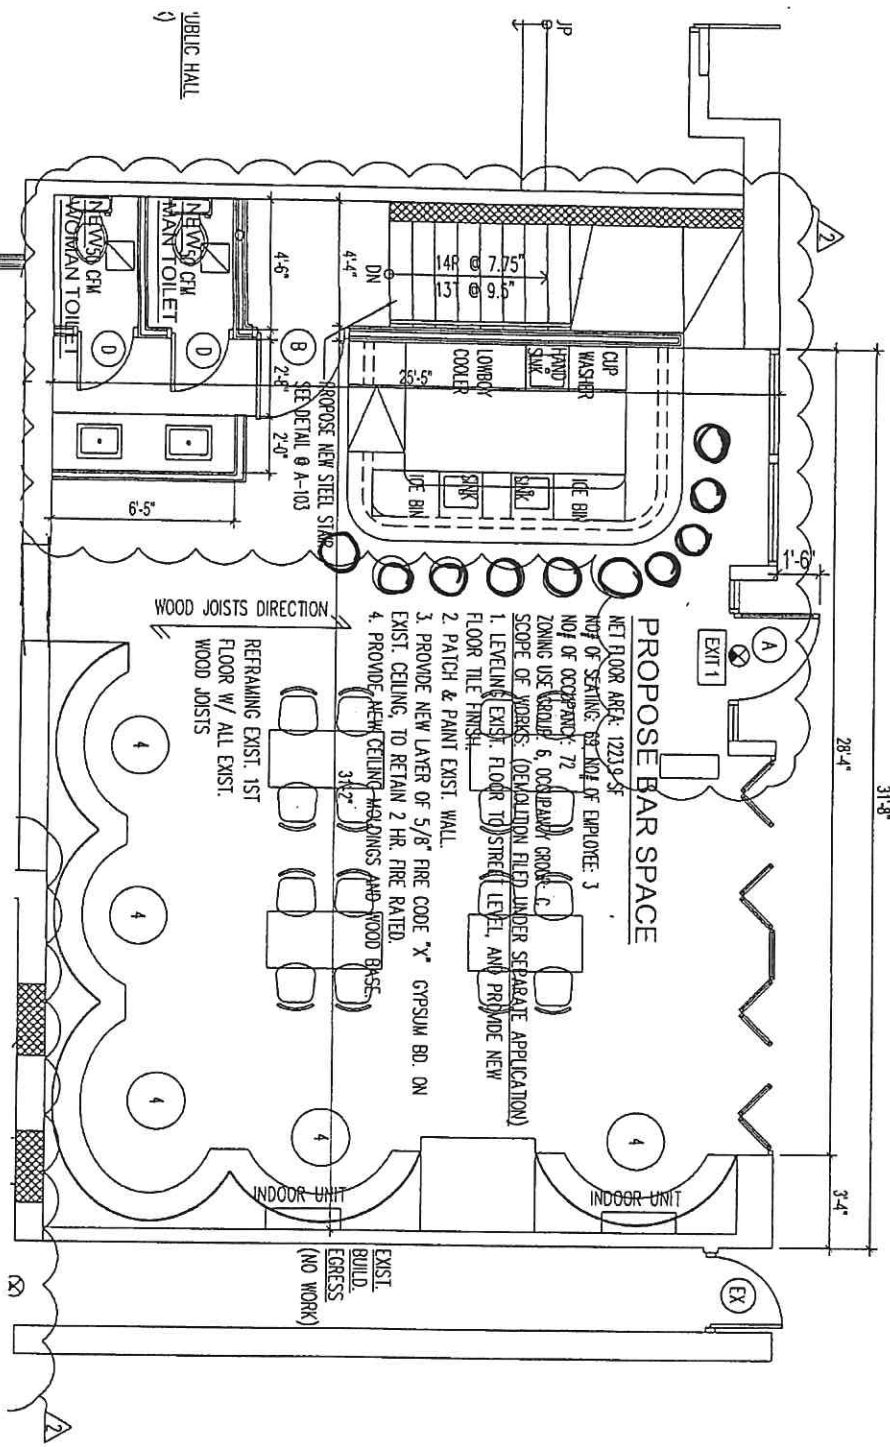 PROPOSE BAR SPACE
NET FLOOR AREA: 1223.9 SF
NO# OF SEATING: 69, NO# OF EMPLOYEE: 3
NO# OF OCCUPANCY: 72
ZONING USE GROUP: 6, OCCUPANCY GROUP: C
SCOPE OF WORKS: (DEMOLITION FILED UNDER SEPARATE APPLICATION)
1. LEVELING EXIST. FLOOR TO STREET LEVEL, AND PROVIDE NEW
FLOOR TILE FINISH.
2. PATCH & PAINT EXIST. WALL.
3. PROVIDE NEW LAYER OF 5/8" FIRE CODE "X" GYPSUM BD. ON
EXIST. CEILING, TO RETAIN 2 HR. FIRE RATED.
4. PROVIDE NEW CEILING MOLDINGS AND WOOD BASE.
REFRAMING EXIST. 1ST
FLOOR W/ ALL EXIST.
WOOD JOISTS
WOOD JOISTS DIRECTION
JP
'UBLIC HALL
2
14R @ 7.75"
13T @ 9.5"
DN
4'-4"
4'-6"
B
2'-8"
2'-0"
PROPOSE NEW STEEL STAIR
SEE DETAIL @ A-103
NEW 50 CFM
MAN TOILET
NEW 50 CFM
WOMAN TOILET
D
D
6'-5"
CUP
WASHER
HAND
SINK
LOWBOY
COOLER
25'-5"
ICE BIN
SINK
SINK
ICE BIN
1'-6"
A
EXIT 1
28'-4"
31'-8"
3'-4"
31'-2"
4
4
4
4
4
INDOOR UNIT
INDOOR UNIT
EX
EXIST.
BUILD.
EGRESS
(NO WORK)
2